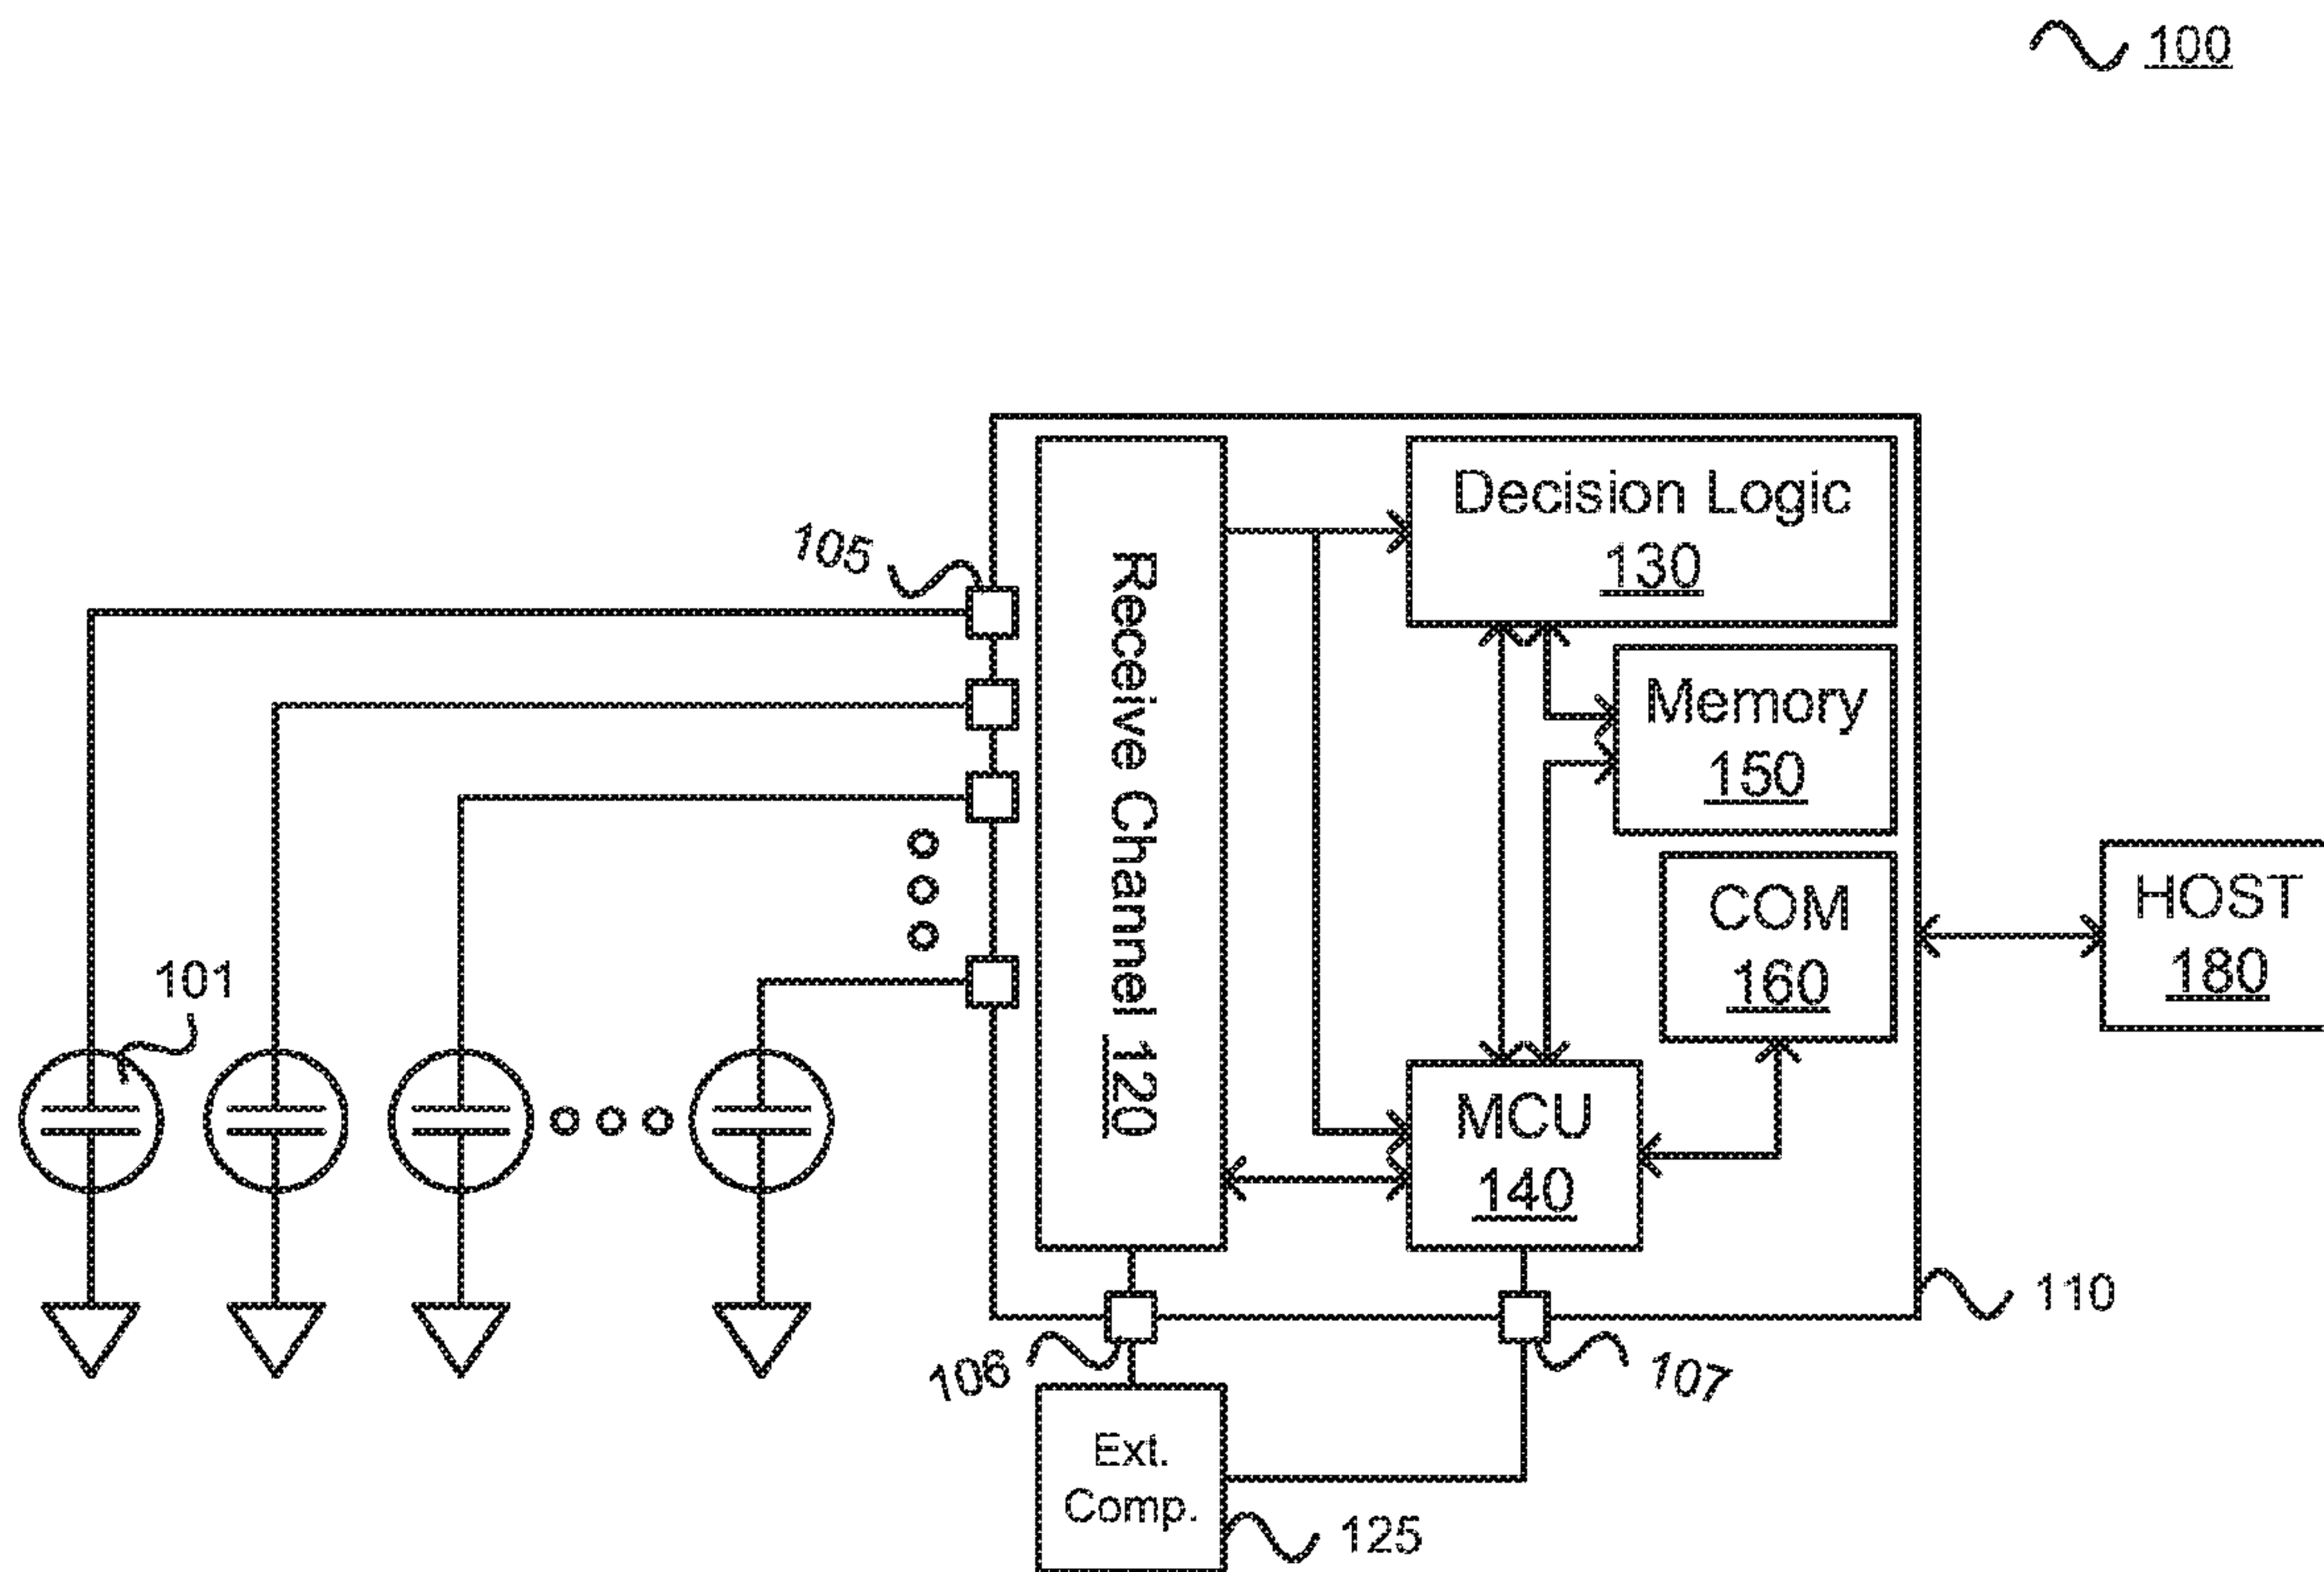 100
Decision Logic
130
105
Receive Channel 120
Memory
150
COM
160
HOST
180
101
MCU
140
110
106
107
Ext.
Comp.
125